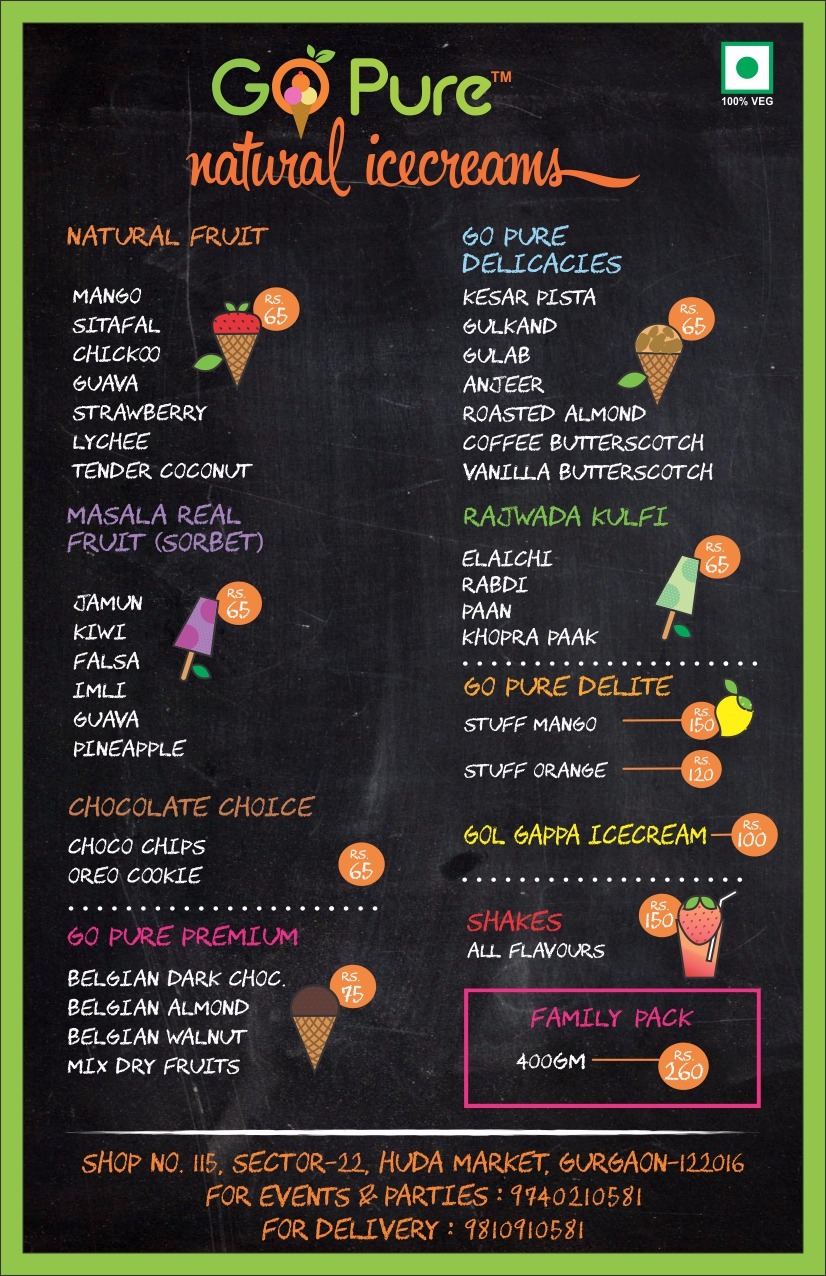 GO Pure™
natural icecreams
100% VEG
NATURAL FRUIT
MANGO
SITAFAL
CHICKOO
GUAVA
STRAWBERRY
LYCHEE
TENDER COCONUT
RS.
65
MASALA REAL
FRUIT (SORBET)
JAMUN
KIWI
FALSA
IMLI
GUAVA
PINEAPPLE
RS.
65
CHOCOLATE CHOICE
CHOCO CHIPS
OREO COOKIE
RS.
65
GO PURE PREMIUM
BELGIAN DARK CHOC.
BELGIAN ALMOND
BELGIAN WALNUT
MIX DRY FRUITS
RS.
75
GO PURE
DELICACIES
KESAR PISTA
GULKAND
GULAB
ANJEER
ROASTED ALMOND
COFFEE BUTTERSCOTCH
VANILLA BUTTERSCOTCH
RS.
65
RAJWADA KULFI
ELAICHI
RABDI
PAAN
KHOPRA PAAK
RS.
65
GO PURE DELITE
STUFF MANGO
RS.
150
STUFF ORANGE
RS.
120
GOL GAPPA ICECREAM
RS.
100
SHAKES
ALL FLAVOURS
RS.
150
FAMILY PACK
400GM
RS.
260
SHOP NO. 115, SECTOR-22, HUDA MARKET, GURGAON-122016
FOR EVENTS & PARTIES : 9740210581
FOR DELIVERY : 9810910581